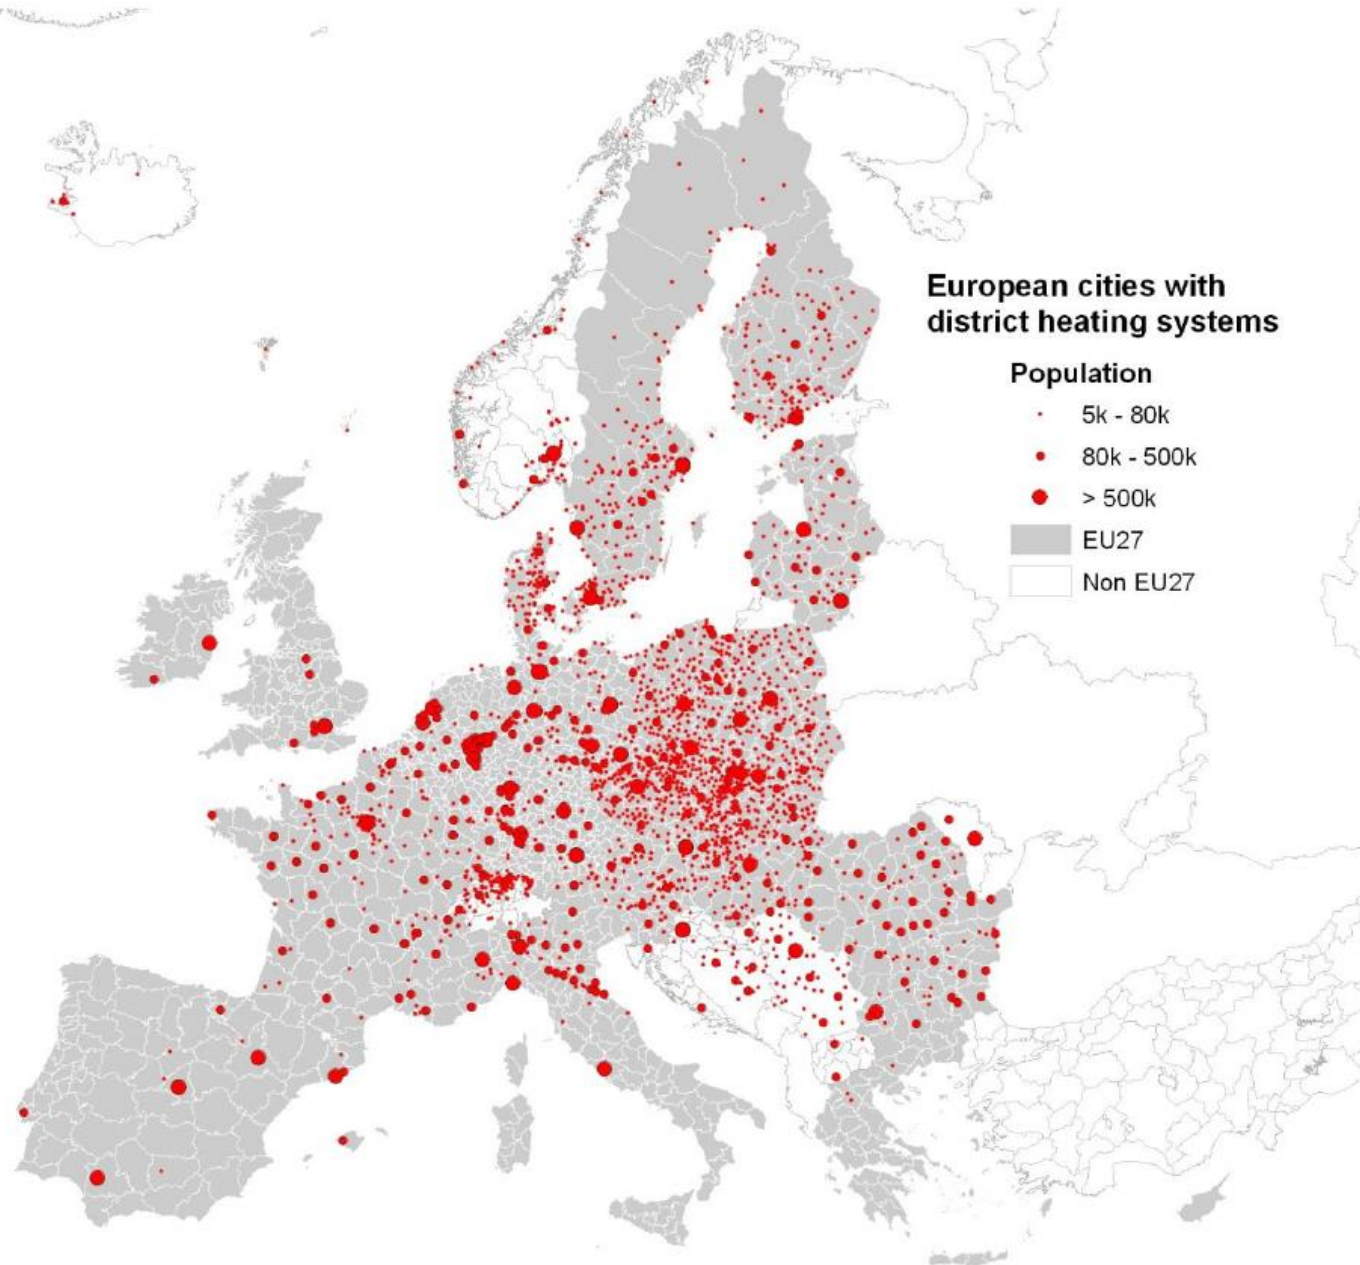 European cities with
district heating systems
Population
5k - 80k
80k - 500k
> 500k
EU27
Non EU27